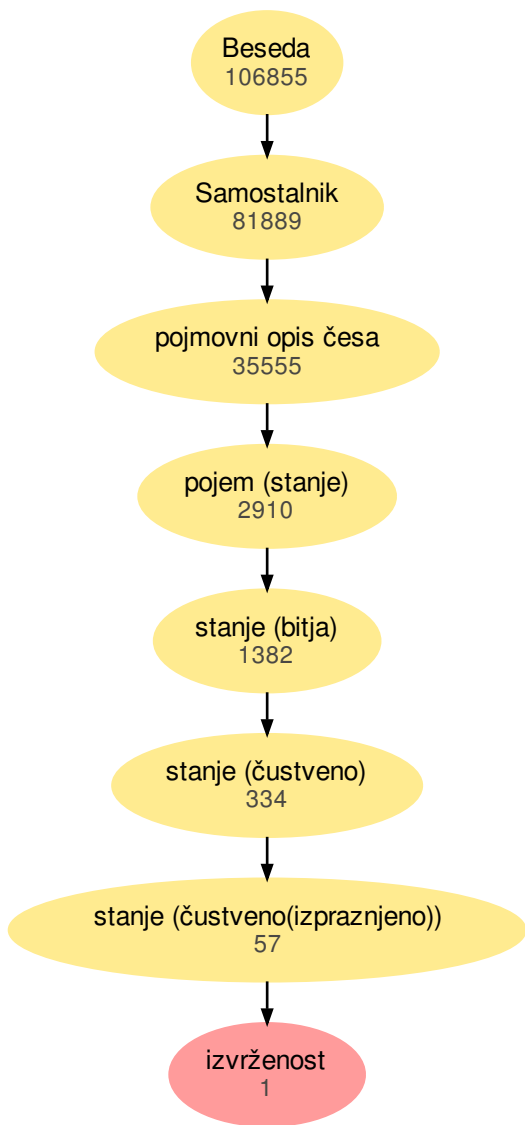 Beseda
106855
Samostalnik
81889
pojmovni opis česa
35555
pojem (stanje)
2910
stanje (bitja)
1382
stanje (čustveno)
334
stanje (čustveno(izpraznjeno))
57
izvrženost
1